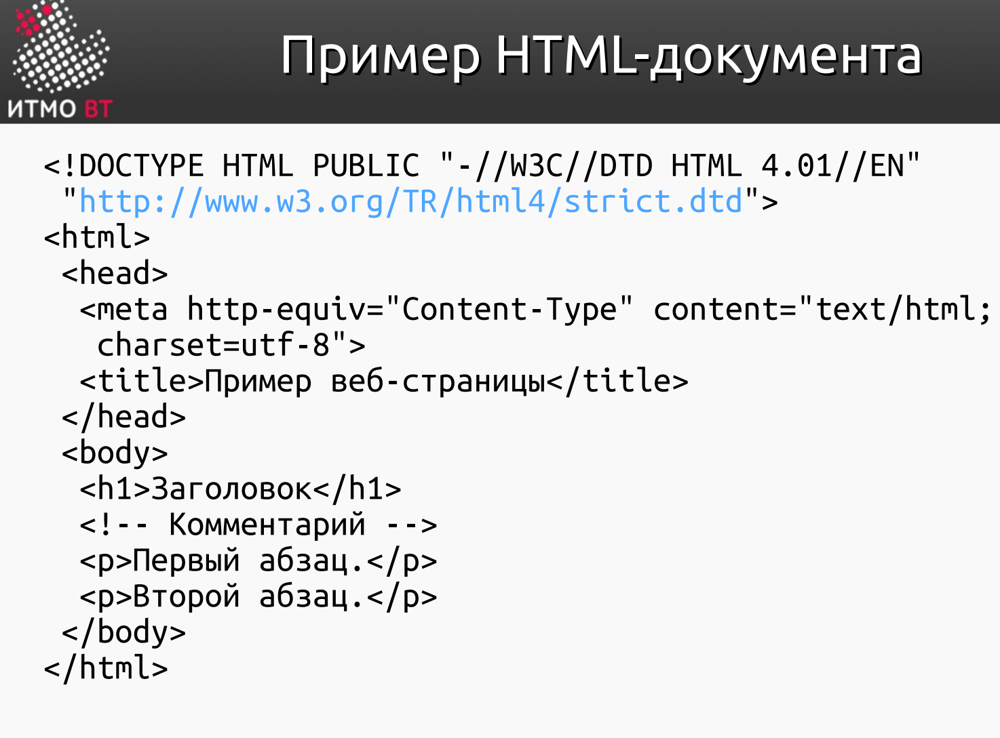 ИТМО ВТ
Пример HTML-документа
<!DOCTYPE HTML PUBLIC "-//W3C//DTD HTML 4.01//EN"
"http://www.w3.org/TR/html4/strict.dtd">
<html>
<head>
<meta http-equiv="Content-Type" content="text/html;
charset=utf-8">
<title>Пример веб-страницы</title>
</head>
<body>
<h1>Заголовок</h1>
<!-- Комментарий -->
<p>Первый абзац.</p>
<p>Второй абзац.</p>
</body>
</html>